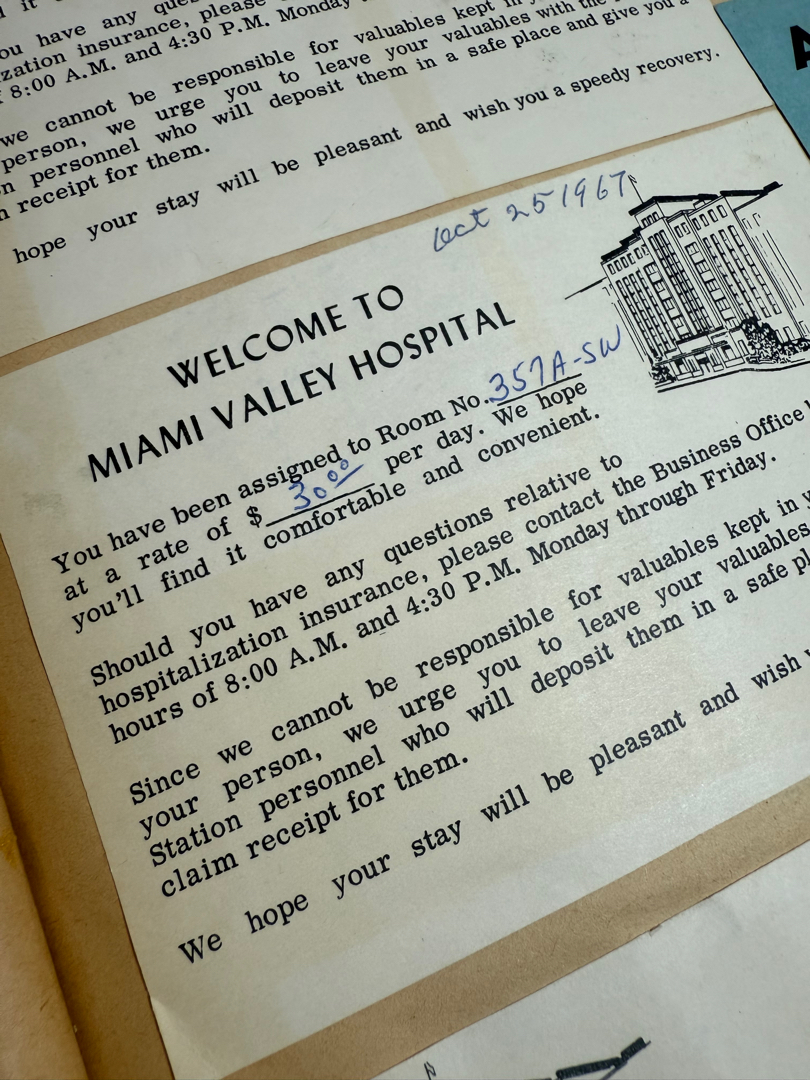 you have any ques
zation insurance, please
8:00 A.M. and 4:30 P.M. Monday
we cannot be responsible for valuables kept in
person, we urge you to leave your valuables with the
n personnel who will deposit them in a safe place and give you a
receipt for them.
hope your stay will be pleasant and wish you a speedy recovery.
A
Oct 25 1967
WELCOME TO
MIAMI VALLEY HOSPITAL
You have been assigned to Room No. 357A-SW
at a rate of $ 30 00 per day. We hope
you'll find it comfortable and convenient.
Should you have any questions relative to
hospitalization insurance, please contact the Business Office
hours of 8:00 A.M. and 4:30 P.M. Monday through Friday.
Since we cannot be responsible for valuables kept in y
your person, we urge you to leave your valuables
Station personnel who will deposit them in a safe pl
claim receipt for them.
We hope your stay will be pleasant and wish